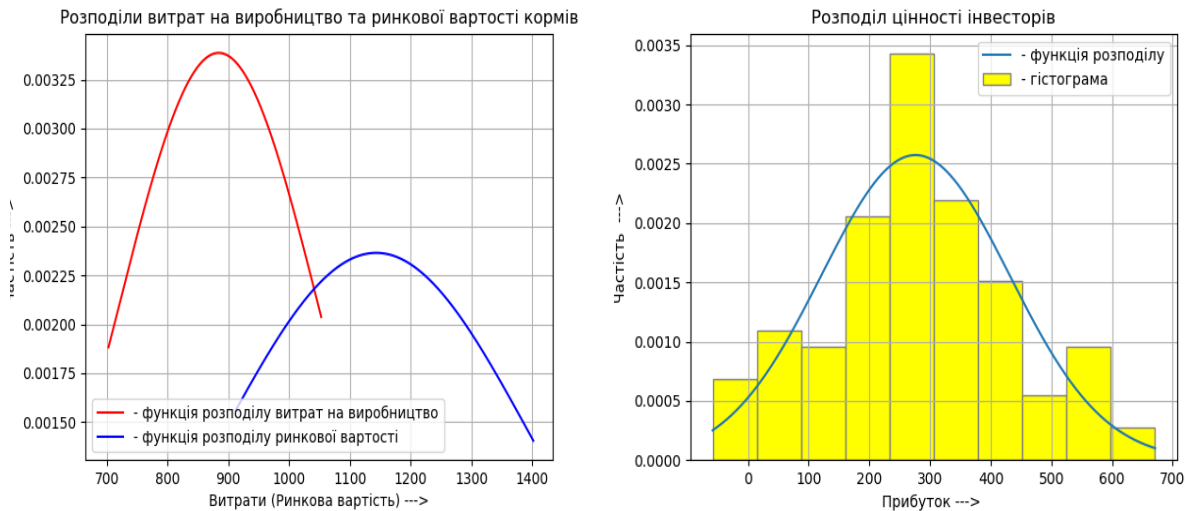 Розподіли витрат на виробництво та ринкової вартості кормів
0.00325
0.00300
0.00275
0.00250
0.00225
0.00200
0.00175
0.00150
- функція розподілу витрат на виробництво
- функція розподілу ринкової вартості
700 800 900 1000 1100 1200 1300 1400
Витрати (Ринкова вартість) --->
Розподіл цінності інвесторів
Частість --->
0.0035
0.0030
0.0025
0.0020
0.0015
0.0010
0.0005
0.0000
- функція розподілу
- гістограма
0 100 200 300 400 500 600 700
Прибуток --->